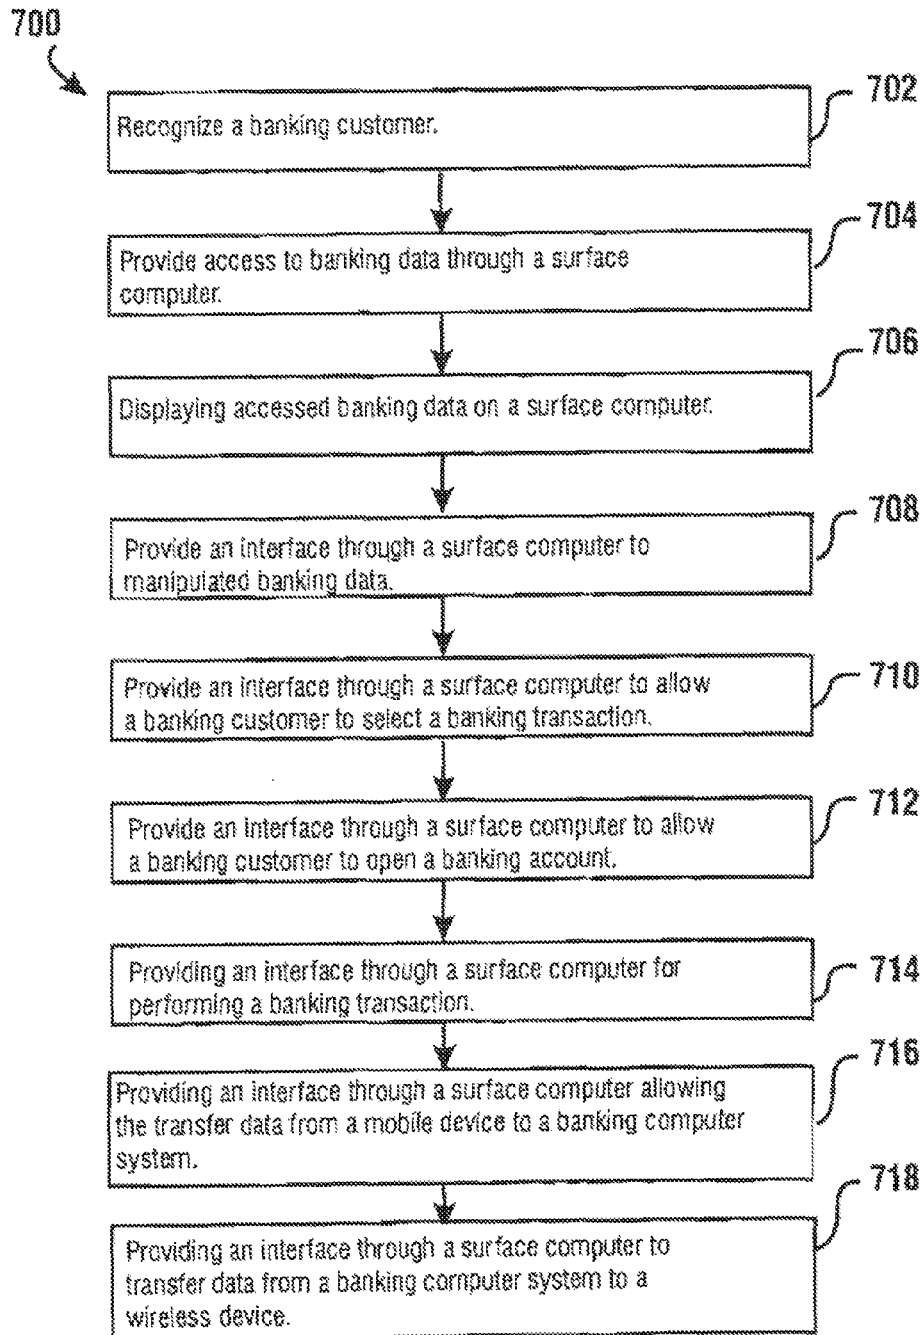 700
702
Recognize a banking customer.
704
Provide access to banking data through a surface
computer.
706
Displaying accessed banking data on a surface computer.
708
Provide an interface through a surface computer to
manipulated banking data.
710
Provide an interface through a surface computer to allow
a banking customer to select a banking transaction.
712
Provide an interface through a surface computer to allow
a banking customer to open a banking account.
714
Providing an interface through a surface computer for
performing a banking transaction.
716
Providing an interface through a surface computer allowing
the transfer data from a mobile device to a banking computer
system.
718
Providing an interface through a surface computer to
transfer data from a banking computer system to a
wireless device.